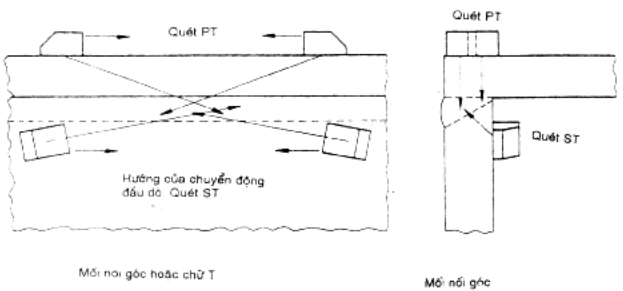 Quét PT
Hướng của chuyển động
đầu dò Quét ST
Mối nối góc hoặc chữ T
Quét PT
Quét ST
Mối nối góc